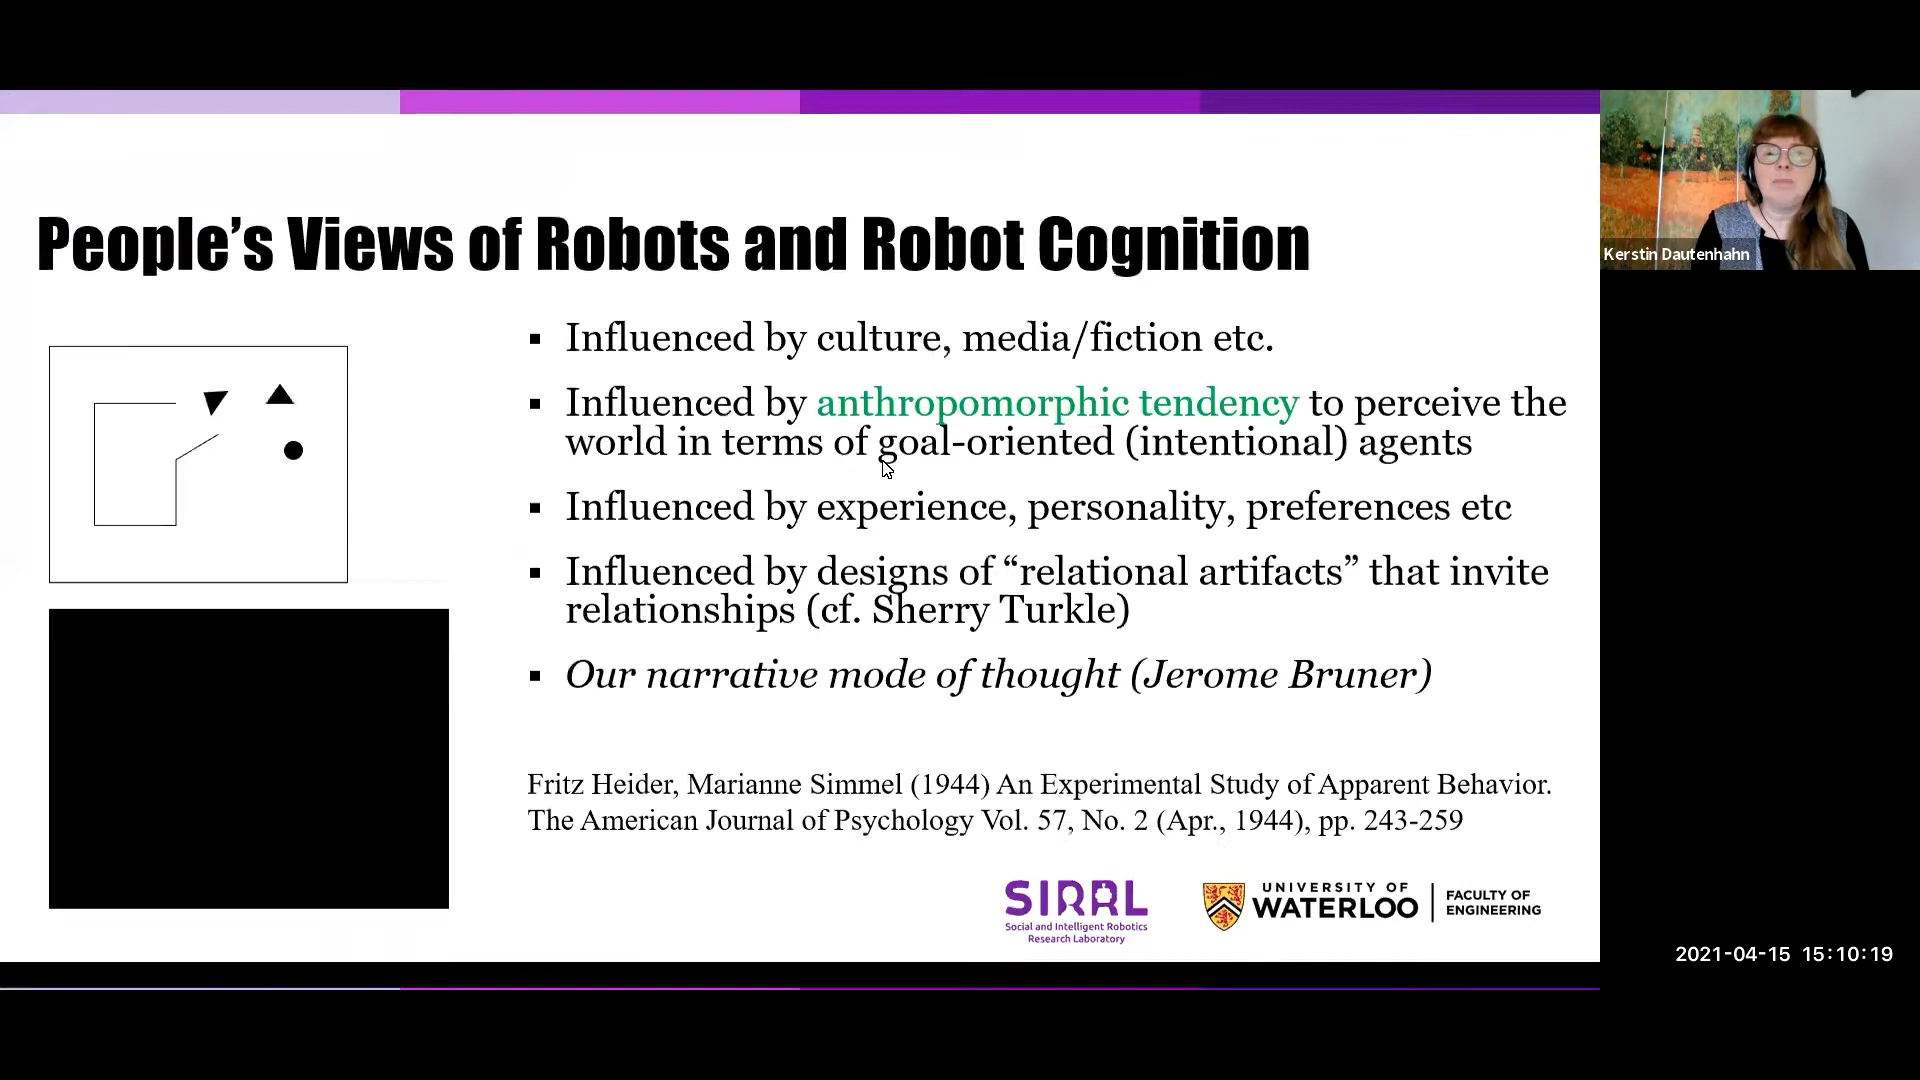 People’s Views of Robots and Robot Cognition
Kerstin Dautenhahn
▪ Influenced by culture, media/fiction etc.
▪ Influenced by anthropomorphic tendency to perceive the
world in terms of goal-oriented (intentional) agents
▪ Influenced by experience, personality, preferences etc
▪ Influenced by designs of “relational artifacts” that invite
relationships (cf. Sherry Turkle)
▪ Our narrative mode of thought (Jerome Bruner)
Fritz Heider, Marianne Simmel (1944) An Experimental Study of Apparent Behavior.
The American Journal of Psychology Vol. 57, No. 2 (Apr., 1944), pp. 243-259
SIRRL
Social and Intelligent Robotics
Research Laboratory
UNIVERSITY OF
WATERLOO
FACULTY OF
ENGINEERING
2021-04-15 15:10:19